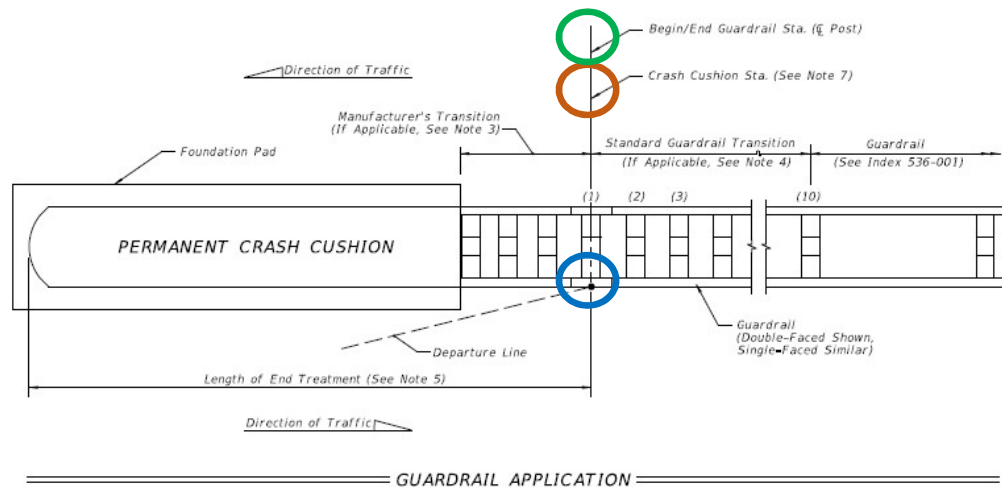 Begin/End Guardrail Sta. (℄ Post)
Direction of Traffic
Crash Cushion Sta. (See Note 7)
Manufacturer's Transition
(If Applicable, See Note 3)
Foundation Pad
Standard Guardrail Transition
(If Applicable, See Note 4)
Guardrail
(See Index 536-001)
(1)
(2)
(3)
(10)
PERMANENT CRASH CUSHION
Guardrail
(Double-Faced Shown,
Single-Faced Similar)
Departure Line
Length of End Treatment (See Note 5)
Direction of Traffic
GUARDRAIL APPLICATION